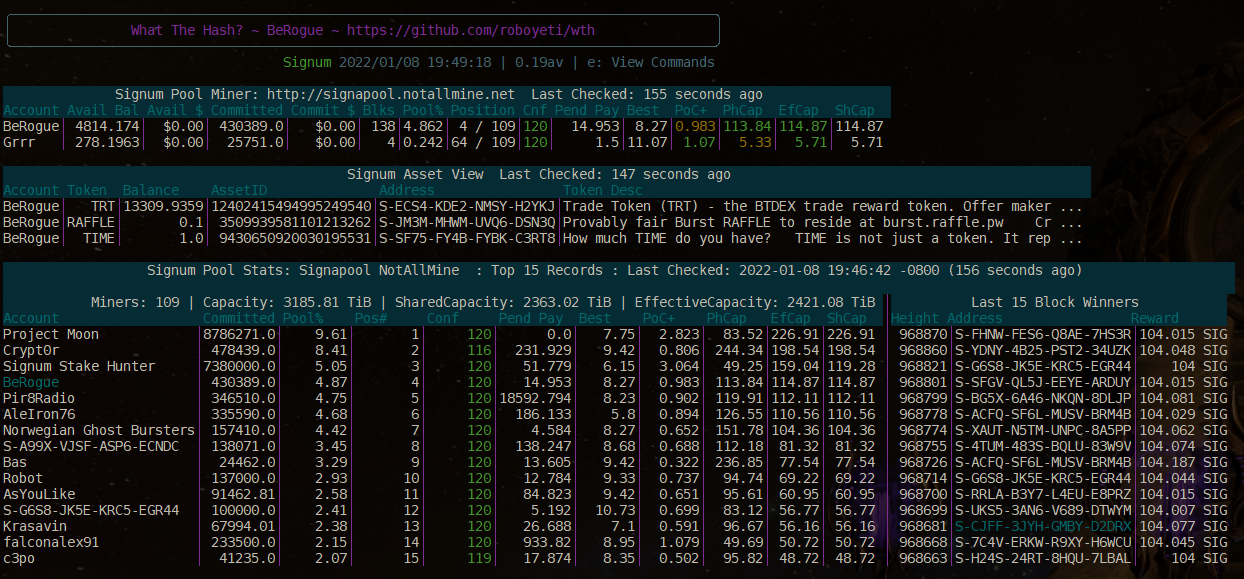 What The Hash? ~ BeRogue ~ https://github.com/roboyeti/wth
Signum 2022/01/08 19:49:18 | 0.19av | e: View Commands
Signum Pool Miner: http://signapool.notallmine.net Last Checked: 155 seconds ago
Account Avail Bal Avail $ Committed Commit $ Blks Pool% Position Cnf Pend Pay Best PoC+ PhCap EfCap ShCap
BeRogue 4814.174 $0.00 430389.0 $0.00 138 4.862 4 / 109 120 14.953 8.27 0.983 113.84 114.87 114.87
Grrr 278.1963 $0.00 25751.0 $0.00 4 0.242 64 / 109 120 1.5 11.07 1.07 5.33 5.71 5.71
Signum Asset View Last Checked: 147 seconds ago
Account Token Balance AssetID Address Token Desc
BeRogue TRT 13309.9359 12402415494995249540 S-ECS4-KDE2-NMSY-H2YKJ Trade Token (TRT) - the BTDEX trade reward token. Offer maker ...
BeRogue RAFFLE 0.1 3509939581101213262 S-JM3M-MHWM-UVQ6-DSN3Q Provably fair Burst RAFFLE to reside at burst.raffle.pw Cr ...
BeRogue TIME 1.0 9430650920030195531 S-SF75-FY4B-FYBK-C3RT8 How much TIME do you have? TIME is not just a token. It rep ...
Signum Pool Stats: Signapool NotAllMine : Top 15 Records : Last Checked: 2022-01-08 19:46:42 -0800 (156 seconds ago)
Miners: 109 | Capacity: 3185.81 TiB | SharedCapacity: 2363.02 TiB | EffectiveCapacity: 2421.08 TiB Last 15 Block Winners
Account Committed Pool% Pos# Conf Pend Pay Best PoC+ PhCap EfCap ShCap Height Address Reward
Project Moon 8786271.0 9.61 1 120 0.0 7.75 2.823 83.52 226.91 226.91 968870 S-FHNW-FES6-Q8AE-7HS3R 104.015 SIG
Crypt0r 478439.0 8.41 2 116 231.929 9.42 0.806 244.34 198.54 198.54 968860 S-YDNY-4B25-PST2-34UZK 104.048 SIG
Signum Stake Hunter 7380000.0 5.05 3 120 51.779 6.15 3.064 49.25 159.04 119.28 968821 S-G6S8-JK5E-KRC5-EGR44 104 SIG
BeRogue 430389.0 4.87 4 120 14.953 8.27 0.983 113.84 114.87 114.87 968801 S-SFGV-QL5J-EEYE-ARDUY 104.015 SIG
Pir8Radio 346510.0 4.75 5 120 18592.794 8.23 0.902 119.91 112.11 112.11 968799 S-BG5X-6A46-NKQN-8DLJP 104.081 SIG
AleIron76 335590.0 4.68 6 120 186.133 5.8 0.894 126.55 110.56 110.56 968778 S-ACFQ-SF6L-MUSV-BRM4B 104.029 SIG
Norwegian Ghost Bursters 157410.0 4.42 7 120 4.584 8.27 0.652 151.78 104.36 104.36 968774 S-XAUT-N5TM-UNPC-8A5PP 104.062 SIG
S-A99X-VJSF-ASP6-ECNDC 138071.0 3.45 8 120 138.247 8.68 0.688 112.18 81.32 81.32 968755 S-4TUM-483S-BQLU-83W9V 104.074 SIG
Bas 24462.0 3.29 9 120 13.605 9.42 0.322 236.85 77.54 77.54 968726 S-ACFQ-SF6L-MUSV-BRM4B 104.187 SIG
Robot 137000.0 2.93 10 120 12.784 9.33 0.737 94.74 69.22 69.22 968714 S-G6S8-JK5E-KRC5-EGR44 104.044 SIG
AsYouLike 91462.81 2.58 11 120 84.823 9.42 0.651 95.61 60.95 60.95 968700 S-RRLA-B3Y7-L4EU-E8PRZ 104.015 SIG
S-G6S8-JK5E-KRC5-EGR44 100000.0 2.41 12 120 5.192 10.73 0.699 83.12 56.77 56.77 968699 S-UKS5-3AN6-V689-DTWYM 104.007 SIG
Krasavin 67994.01 2.38 13 120 26.688 7.1 0.591 96.67 56.16 56.16 968681 S-CJFF-3JYH-GMBY-D2DRX 104.077 SIG
falconalex91 233500.0 2.15 14 120 933.82 8.95 1.079 49.69 50.72 50.72 968668 S-7C4V-ERKW-R9XY-H6WCU 104.045 SIG
c3po 41235.0 2.07 15 119 17.874 8.35 0.502 95.82 48.72 48.72 968663 S-H24S-24RT-8HQU-7LBAL 104 SIG